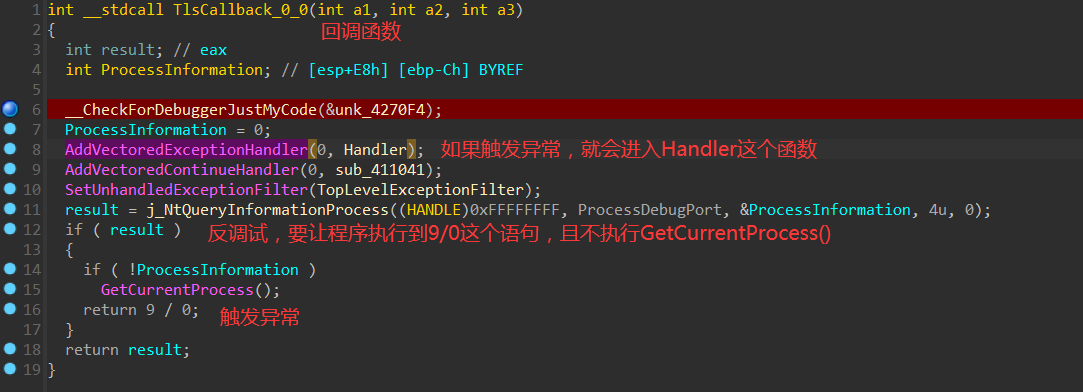 1 int __stdcall TlsCallback_0_0(int a1, int a2, int a3)
回调函数
2 {
3 int result; // eax
4 int ProcessInformation; // [esp+E8h] [ebp-Ch] BYREF
5
6 __CheckForDebuggerJustMyCode(&unk_4270F4);
7 ProcessInformation = 0;
8 AddVectoredExceptionHandler(0, Handler); 如果触发异常，就会进入Handler这个函数
9 AddVectoredContinueHandler(0, sub_411041);
10 SetUnhandledExceptionFilter(TopLevelExceptionFilter);
11 result = j_NtQueryInformationProcess((HANDLE)0xFFFFFFFF, ProcessDebugPort, &ProcessInformation, 4u, 0);
12 if ( result ) 反调试，要让程序执行到9/0这个语句，且不执行GetCurrentProcess()
13 {
14 if ( !ProcessInformation )
15 GetCurrentProcess();
16 return 9 / 0; 触发异常
17 }
18 return result;
19 }